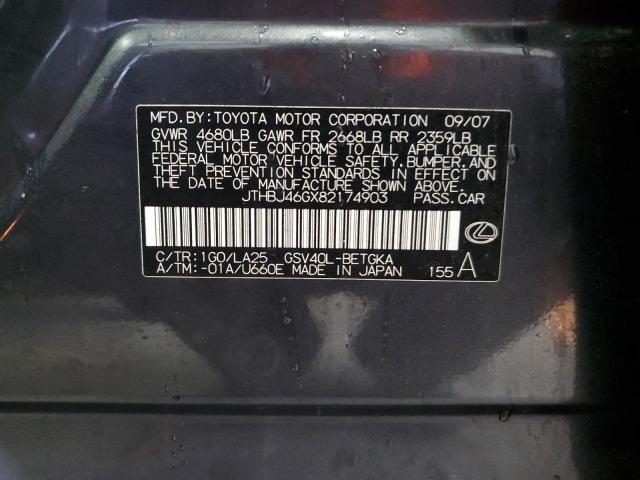 MFD. BY: TOYOTA MOTOR CORPORATION 09/07
GVWR 4680LB GAWR FR 2668LB RR 2359LB
THIS VEHICLE CONFORMS TO ALL APPLICABLE
FEDERAL MOTOR VEHICLE SAFETY, BUMPER, AND
THEFT PREVENTION STANDARDS IN EFFECT ON
THE DATE OF MANUFACTURE SHOWN ABOVE.
JTHBJ46GX82174903 PASS. CAR
C/TR: 1G0/LA25 GSV40L-BETGKA
A/TM: -01A/U660E MADE IN JAPAN 155 A